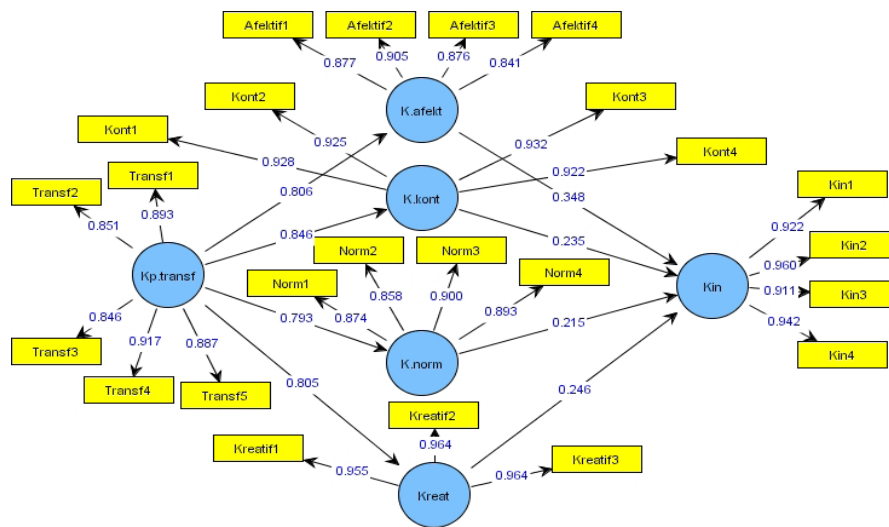 Afektif1
Afektif2
Afektif3
Afektif4
0.877
0.905
0.876
0.841
Kont2
Kont3
K.afekt
Kont1
0.925
0.932
Kont4
0.928
0.922
Transf1
Transf2
0.806
K.kont
0.348
Kin1
0.893
0.851
0.922
0.846
0.235
Norm2
Norm3
Kin2
0.960
Kp.transf
Norm1
Norm4
Kin
0.858
0.900
0.911
Kin3
0.874
0.893
0.846
0.793
0.215
0.942
0.917
0.887
Transf3
Kin4
K.norm
Transf4
Transf5
0.805
0.246
Kreatif2
Kreatif1
0.964
Kreatif3
0.955
0.964
Kreat